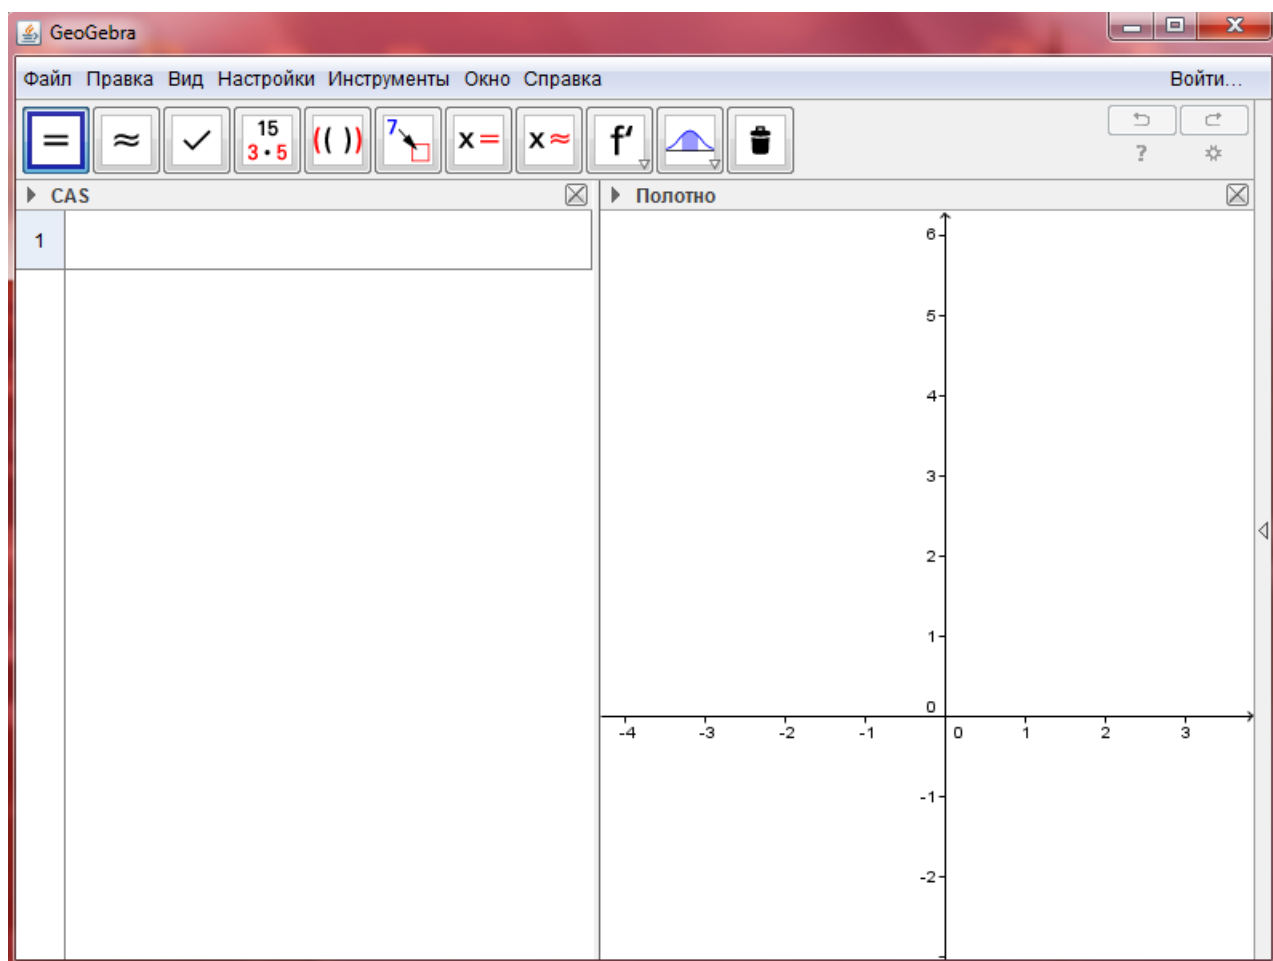 GeoGebra
Файл Правка Вид Настройки Инструменты Окно Справка Войти...
= ≈ ✓ 15 (( )) 7 x= x≈ f′
3·5
?
CAS Полотно
1
6
5
4
3
2
1
0
-4 -3 -2 -1 0 1 2 3
-1
-2